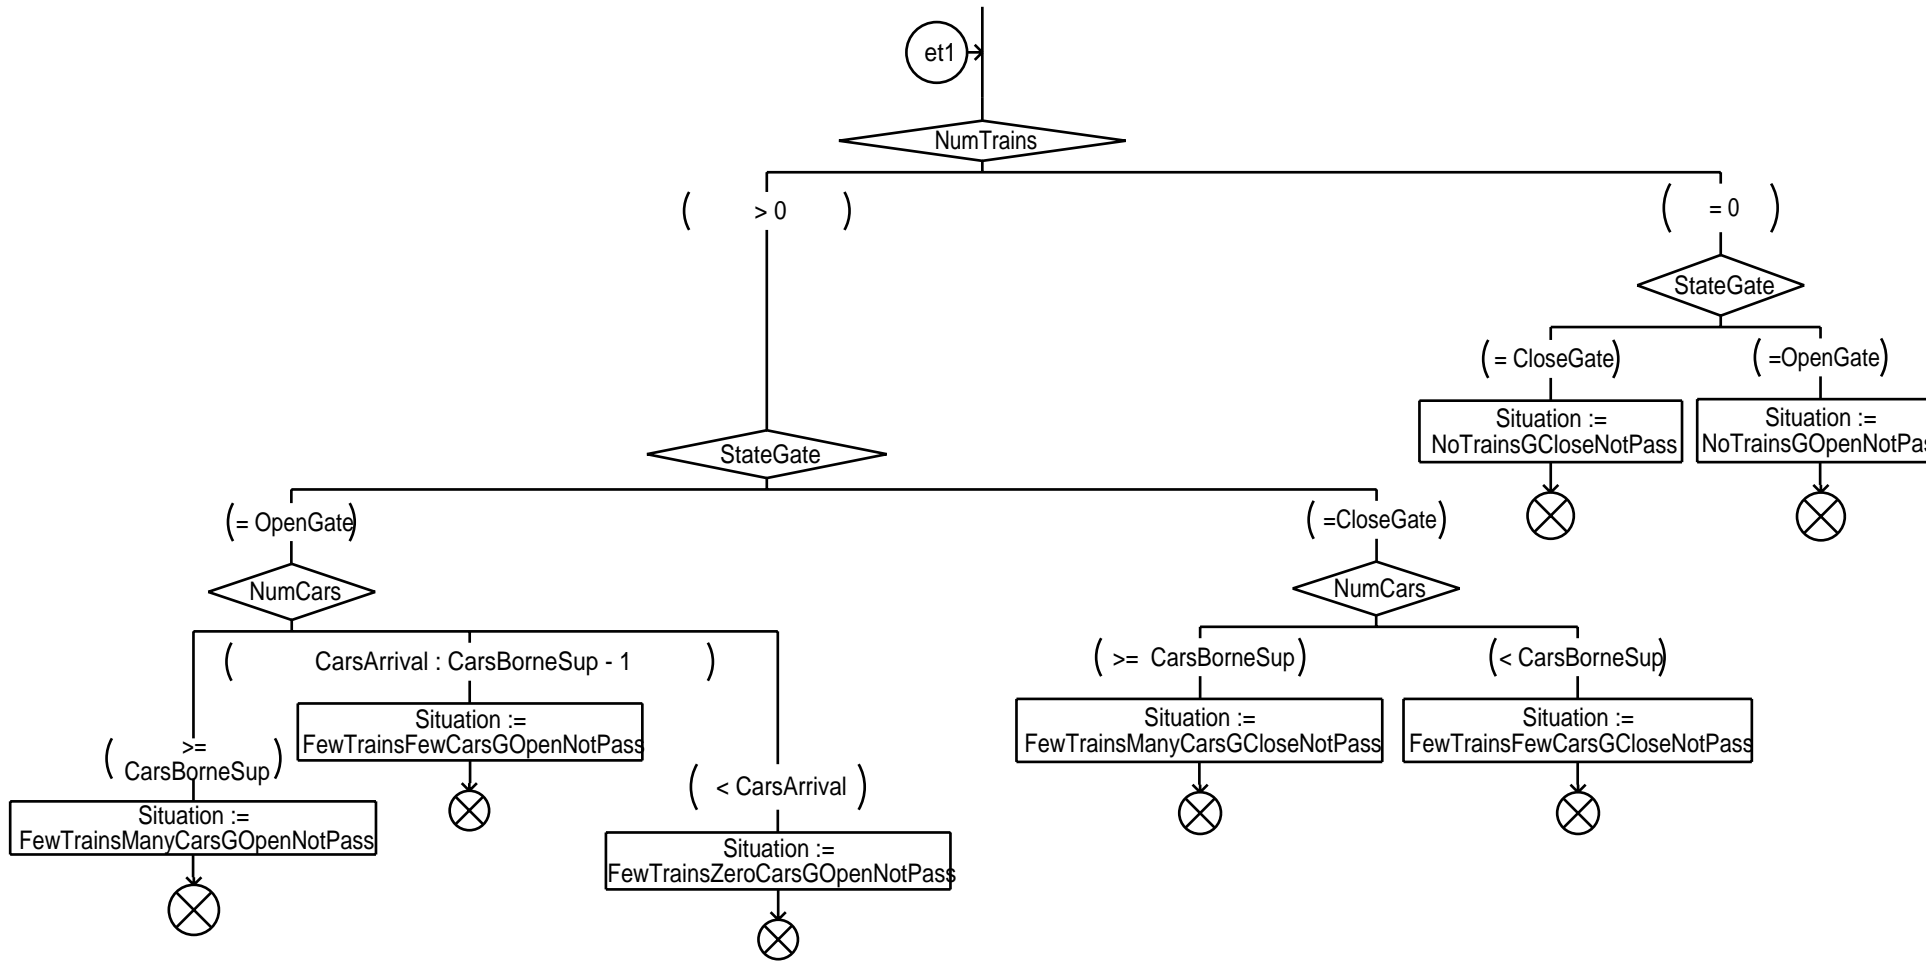 et1
NumTrains
( > 0 )
( = 0 )
StateGate
(= CloseGate)
(=OpenGate)
Situation :=
NoTrainsGCloseNotPass
Situation :=
NoTrainsGOpenNotPas
StateGate
(= OpenGate)
(=CloseGate)
NumCars
NumCars
( CarsArrival : CarsBorneSup - 1 )
( >= CarsBorneSup)
(< CarsBorneSup)
Situation :=
FewTrainsFewCarsGOpenNotPass
Situation :=
FewTrainsManyCarsGCloseNotPass
Situation :=
FewTrainsFewCarsGCloseNotPass
( >=
CarsBorneSup)
( < CarsArrival )
Situation :=
FewTrainsManyCarsGOpenNotPass
Situation :=
FewTrainsZeroCarsGOpenNotPass